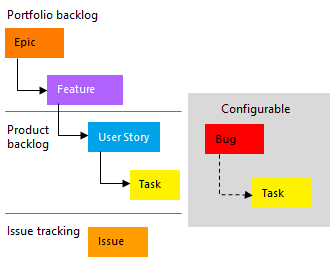 Portfolio backlog
Epic
Feature
Product
backlog
User Story
Task
Configurable
Bug
Task
Issue tracking
Issue